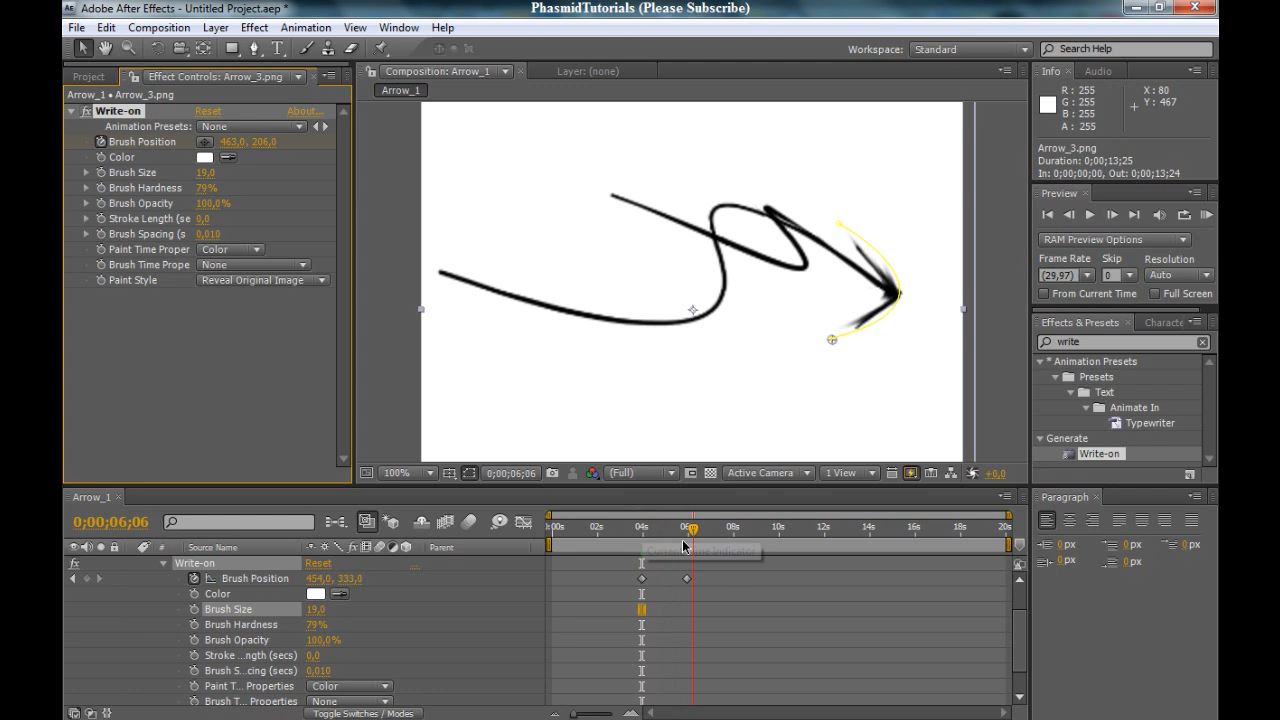 PhasmidTutorials (Please Subscribe)
Adobe After Effects - Untitled Project.aep *
File Edit Composition Layer Effect Animation View Window Help
Workspace: Standard Search Help
Project Effect Controls: Arrow_3.png
Composition: Arrow_1 Layer: (none)
Info Audio
Arrow_1 • Arrow_3.png
Arrow_1
Write-on Reset About...
Animation Presets: None
Brush Position 463,0, 206,0
Color
Brush Size 19,0
Brush Hardness 79%
Brush Opacity 100,0%
Stroke Length (se 0,0
Brush Spacing (s 0,010
Paint Time Proper Color
Brush Time Prope None
Paint Style Reveal Original Image
R : 255
G : 255
B : 255
A : 255
X : 80
Y : 467
Arrow_3.png
Duration: 0;00;13;25
In: 0;00;00;00, Out: 0;00;13;24
Preview
RAM Preview Options
Frame Rate Skip Resolution
(29,97) 0 Auto
From Current Time Full Screen
Effects & Presets Characte
write
* Animation Presets
Presets
Text
Animate In
Typewriter
Generate
Write-on
100% 0;00;06;06 (Full) Active Camera 1 View +0,0
Arrow_1
0;00;06;06
:00s 02s 04s 06s 08s 10s 12s 14s 16s 18s 20s
# Source Name Parent
Current Time Indicator
Write-on Reset ...
Brush Position 454,0, 333,0
Color
Brush Size 19,0
Brush Hardness 79%
Brush Opacity 100,0%
Stroke ...ngth (secs) 0,0
Brush S...cing (secs) 0,010
Paint T... Properties Color
Brush T... Properties None
Toggle Switches / Modes
Paragraph
0 px 0 px 0 px
0 px 0 px